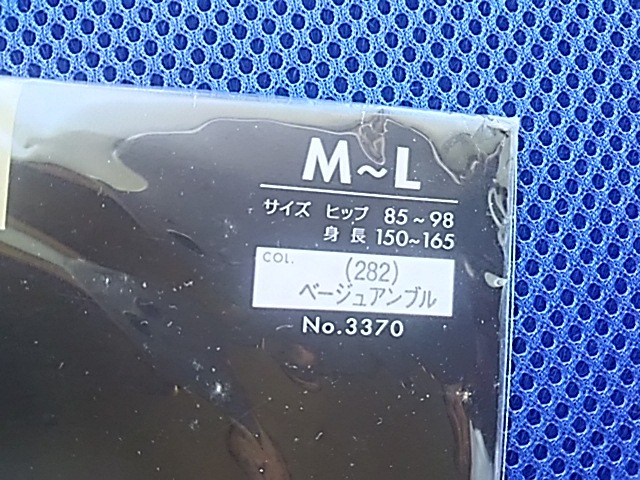 M~L
サイズ ヒップ 85~98
身長 150~165
COL.
(282)
ベージュアンブル
No.3370